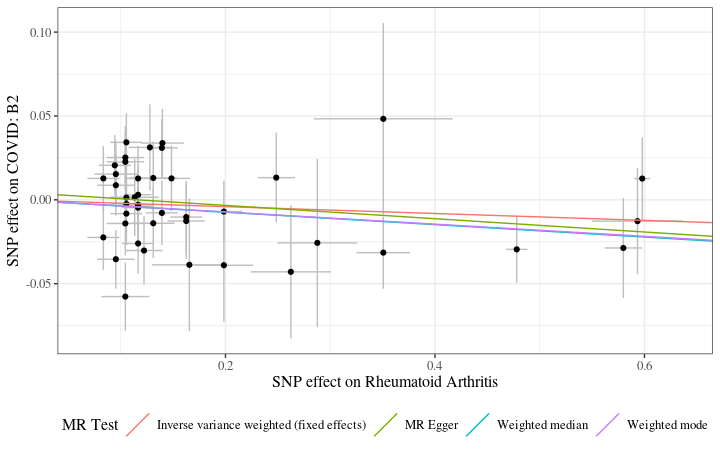 SNP effect on COVID: B2
0.10
0.05
0.00
-0.05
0.2
0.4
0.6
SNP effect on Rheumatoid Arthritis
MR Test
Inverse variance weighted (fixed effects)
MR Egger
Weighted median
Weighted mode